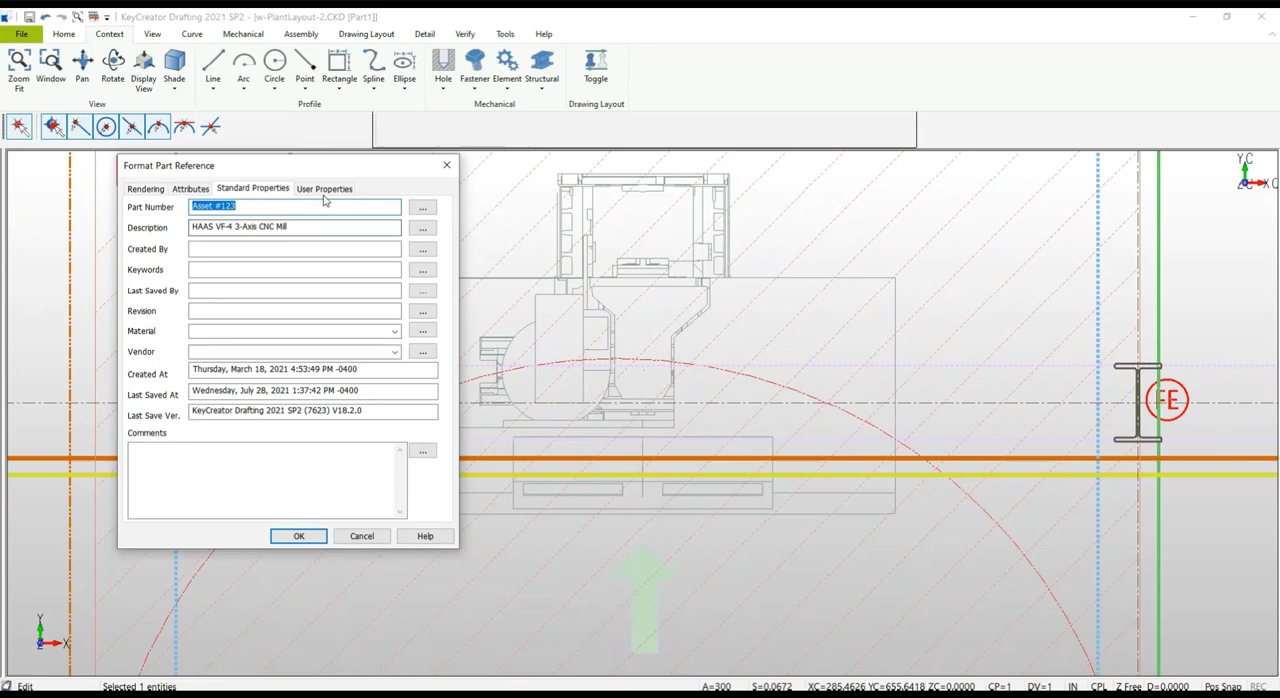 KeyCreator Drafting 2021 SP2 - [w-PlantLayout-2.CKD [Part1]]
File Home Context View Curve Mechanical Assembly Drawing Layout Detail Verify Tools Help
Zoom Fit Window Pan Rotate Display View Shade Line Arc Circle Point Rectangle Spline Ellipse Hole Fastener Element Structural Toggle
View Profile Mechanical Drawing Layout
Format Part Reference
Rendering Attributes Standard Properties User Properties
Part Number Asset #123 ...
Description HAAS VF-4 3-Axis CNC Mill ...
Created By ...
Keywords ...
Last Saved By ...
Revision ...
Material ...
Vendor ...
Created At Thursday, March 18, 2021 4:53:49 PM -0400
Last Saved At Wednesday, July 28, 2021 1:37:42 PM -0400
Last Save Ver. KeyCreator Drafting 2021 SP2 (7623) V18.2.0
Comments
...
OK Cancel Help
YC
ZC XC
FE
Y
Z X
Edit Selected 1 entities A=300 S=0.0672 XC=285.4626 YC=655.6418 ZC=0.0000 CP=1 DV=1 IN CPL Z Free D=0.0000 Pos Snap REC